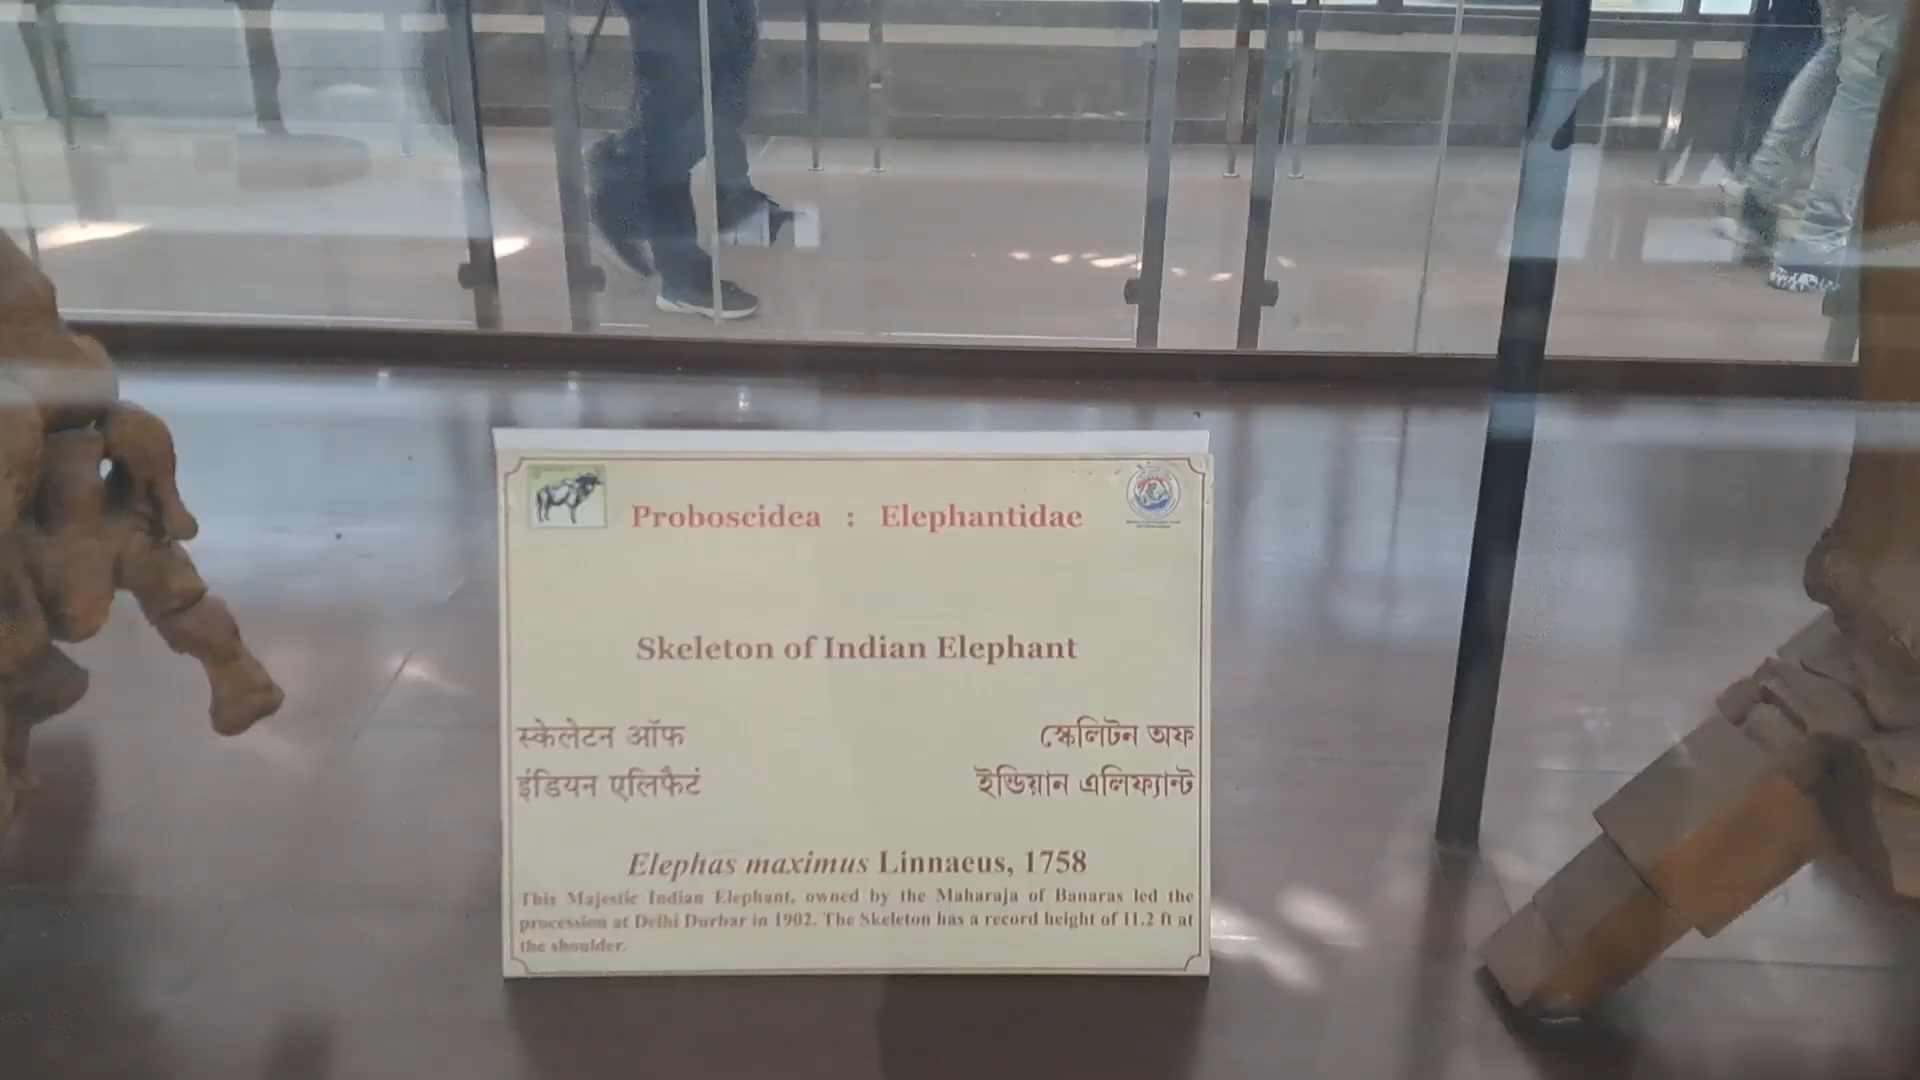 Proboscidea : Elephantidae
Skeleton of Indian Elephant
स्केलेटन ऑफ
इंडियन एलिफैटं
স্কেলিটন অফ
ইন্ডিয়ান এলিফ্যান্ট
Elephas maximus Linnaeus, 1758
This Majestic Indian Elephant, owned by the Maharaja of Banaras led the
procession at Delhi Durbar in 1902. The Skeleton has a record height of 11.2 ft at
the shoulder.